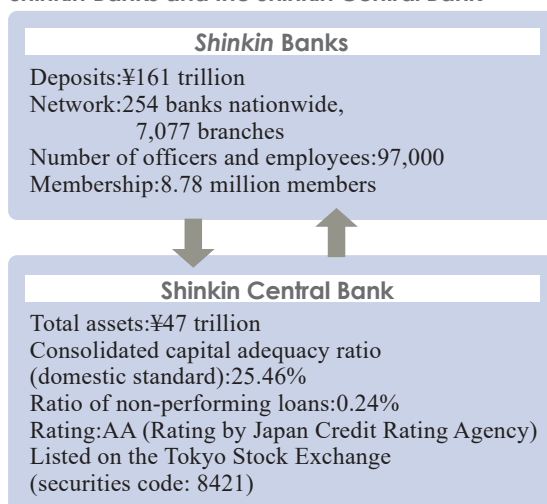 Shinkin Banks and the Shinkin Central Bank
Shinkin Banks
Deposits:¥161 trillion
Network:254 banks nationwide,
7,077 branches
Number of officers and employees:97,000
Membership:8.78 million members
Shinkin Central Bank
Total assets:¥47 trillion
Consolidated capital adequacy ratio
(domestic standard):25.46%
Ratio of non-performing loans:0.24%
Rating:AA (Rating by Japan Credit Rating Agency)
Listed on the Tokyo Stock Exchange
(securities code: 8421)